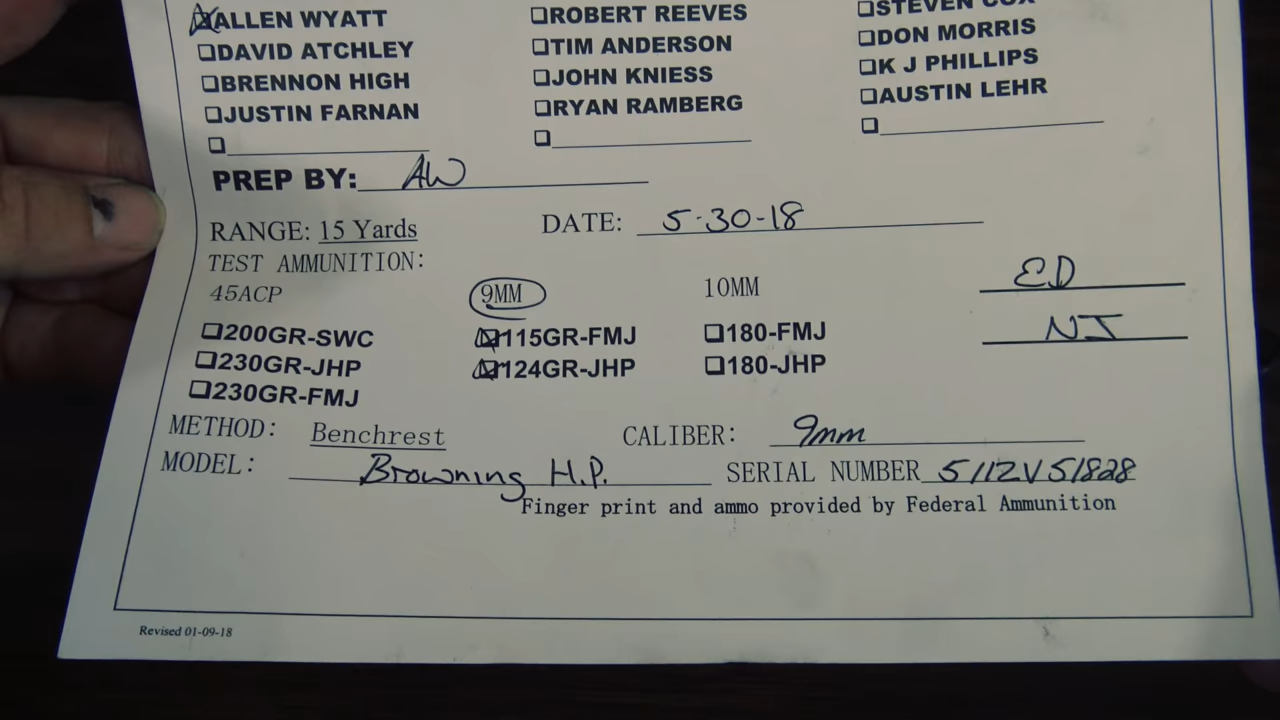 ☒ALLEN WYATT ❑ROBERT REEVES ❑STEVEN COX
❑DAVID ATCHLEY ❑TIM ANDERSON ❑DON MORRIS
❑BRENNON HIGH ❑JOHN KNIESS ❑K J PHILLIPS
❑JUSTIN FARNAN ❑RYAN RAMBERG ❑AUSTIN LEHR
PREP BY: AW
RANGE: 15 Yards DATE: 5-30-18
TEST AMMUNITION:
45ACP 9MM 10MM ED
❑200GR-SWC ☒115GR-FMJ ❑180-FMJ NJ
❑230GR-JHP ☒124GR-JHP ❑180-JHP
❑230GR-FMJ
METHOD: Benchrest CALIBER: 9mm
MODEL: Browning H.P. SERIAL NUMBER 5112V51828
Finger print and ammo provided by Federal Ammunition
Revised 01-09-18